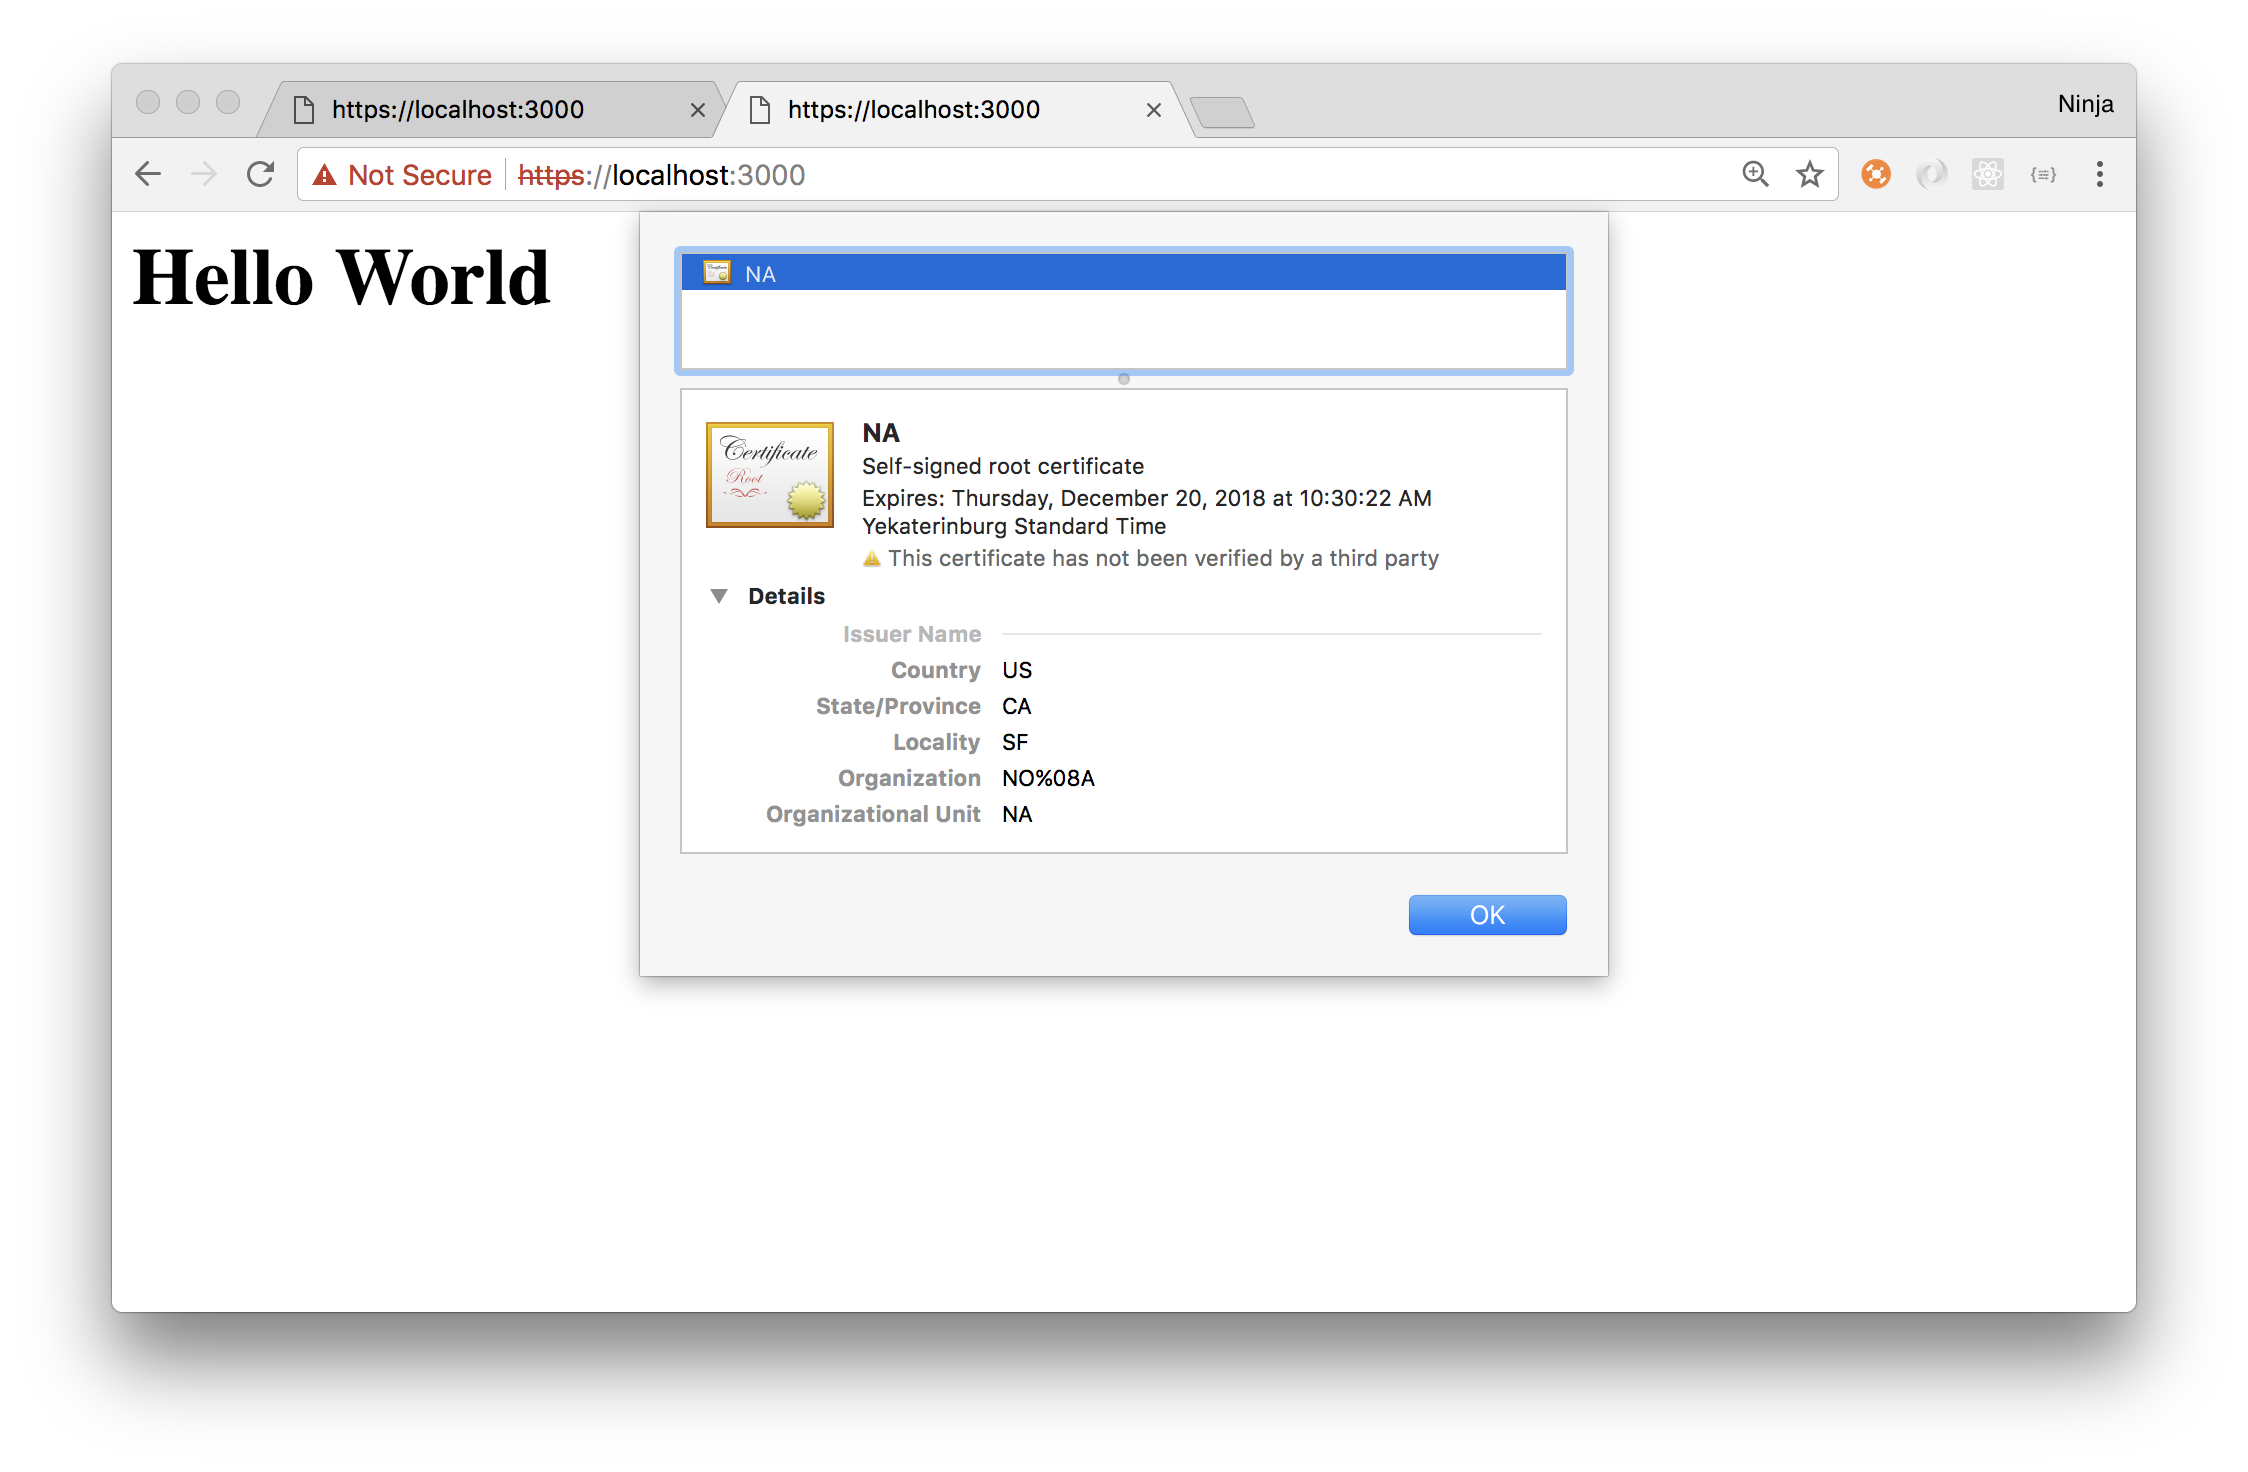 https://localhost:3000
https://localhost:3000
Ninja
Not Secure https://localhost:3000
Hello World
NA
Certificate
Root
NA
Self-signed root certificate
Expires: Thursday, December 20, 2018 at 10:30:22 AM
Yekaterinburg Standard Time
This certificate has not been verified by a third party
Details
Issuer Name
Country US
State/Province CA
Locality SF
Organization NO%08A
Organizational Unit NA
OK